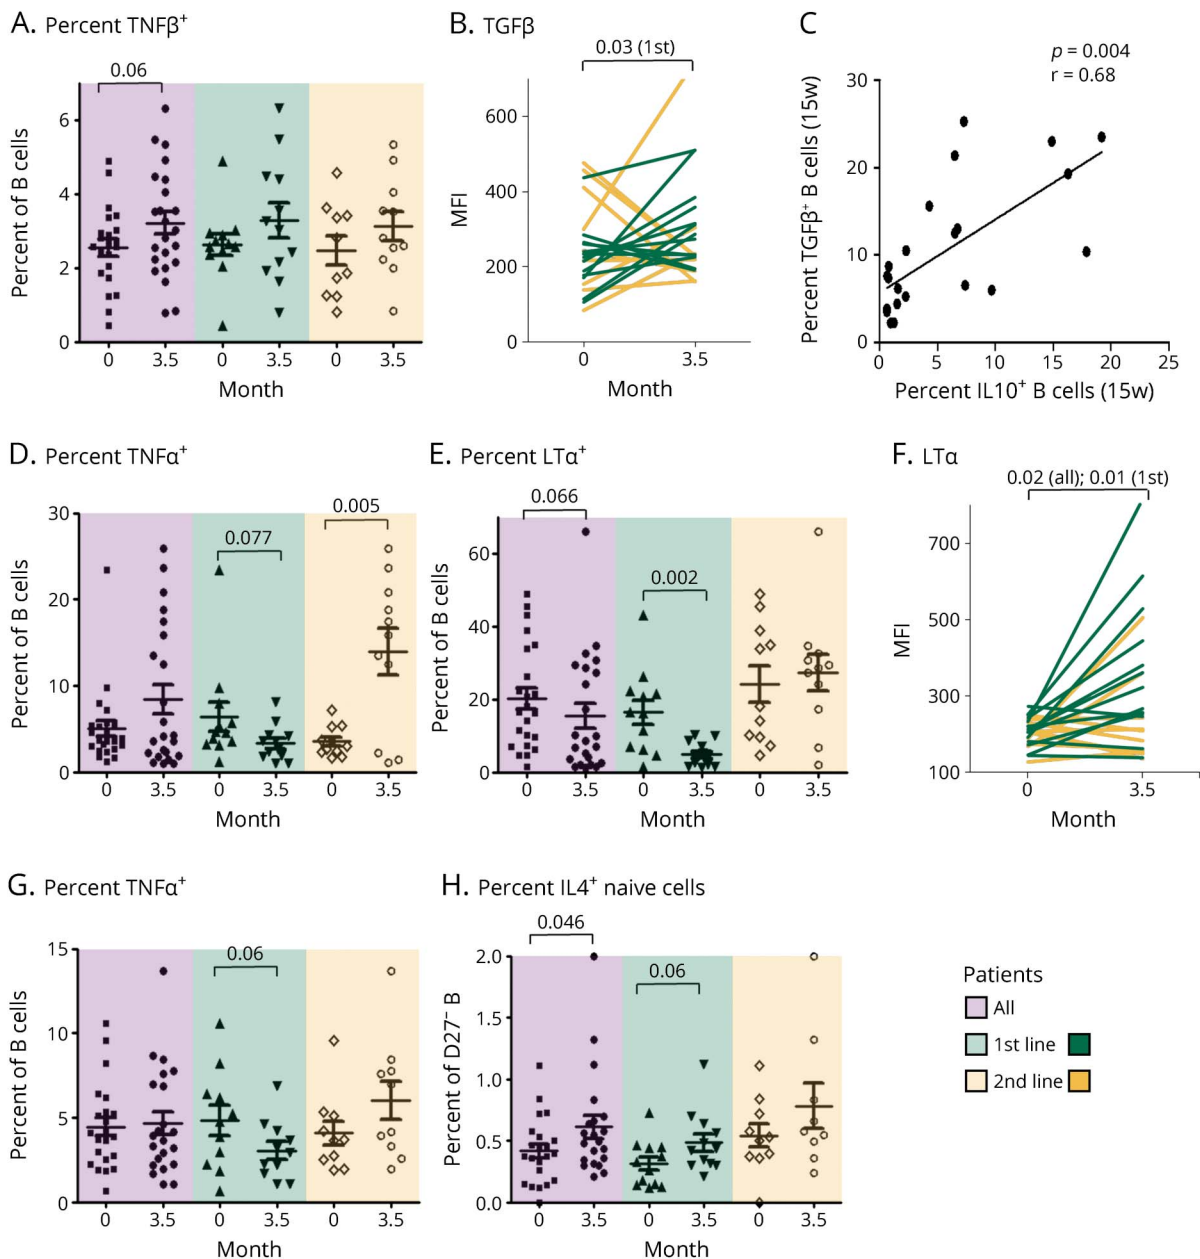 A. Percent TNFβ⁺
0.06
Percent of B cells
6
4
2
0
0 3.5 0 3.5 0 3.5
Month
B. TGFβ
0.03 (1st)
MFI
600
400
200
0
0 3.5
Month
C
p = 0.004
r = 0.68
Percent TGFβ⁺ B cells (15w)
30
20
10
0
0 5 10 15 20 25
Percent IL10⁺ B cells (15w)
D. Percent TNFα⁺
0.077
0.005
Percent of B cells
30
20
10
0
0 3.5 0 3.5 0 3.5
Month
E. Percent LTα⁺
0.066
0.002
Percent of B cells
60
40
20
0
0 3.5 0 3.5 0 3.5
Month
F. LTα
0.02 (all); 0.01 (1st)
MFI
700
500
300
100
0 3.5
Month
G. Percent TNFα⁺
0.06
Percent of B cells
15
10
5
0
0 3.5 0 3.5 0 3.5
Month
H. Percent IL4⁺ naive cells
0.046
0.06
Percent of D27⁻ B
2.0
1.5
1.0
0.5
0.0
0 3.5 0 3.5 0 3.5
Month
Patients
All
1st line
2nd line